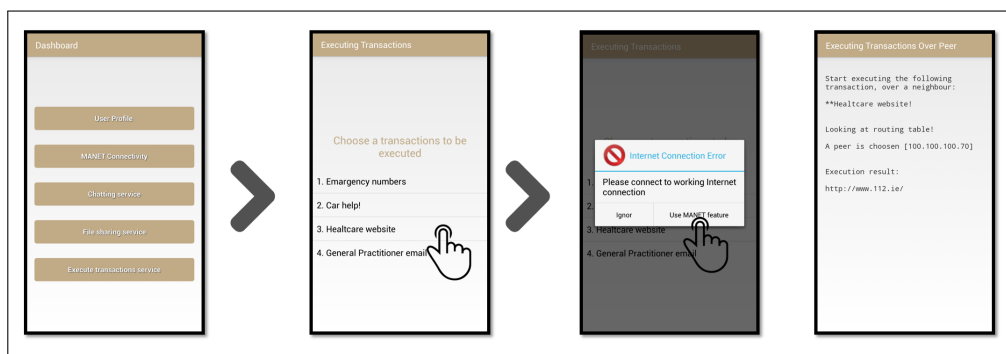 Dashboard
User Profile
MANET Connectivity
Chatting service
File sharing service
Execute transactions service
Executing Transactions
Choose a transactions to be
executed
1. Emargency numbers
2. Car help!
3. Healtcare website
4. General Practitioner email
Executing Transactions
Internet Connection Error
Please connect to working Internet
connection
Ignor
Use MANET feature
1.
2.
3. Healtcare website
4. General Practitioner email
Executing Transactions Over Peer
Start executing the following
transaction, over a neighbour:
**Healtcare website!
Looking at routing table!
A peer is choosen [100.100.100.70]
Execution result:
http://www.112.ie/